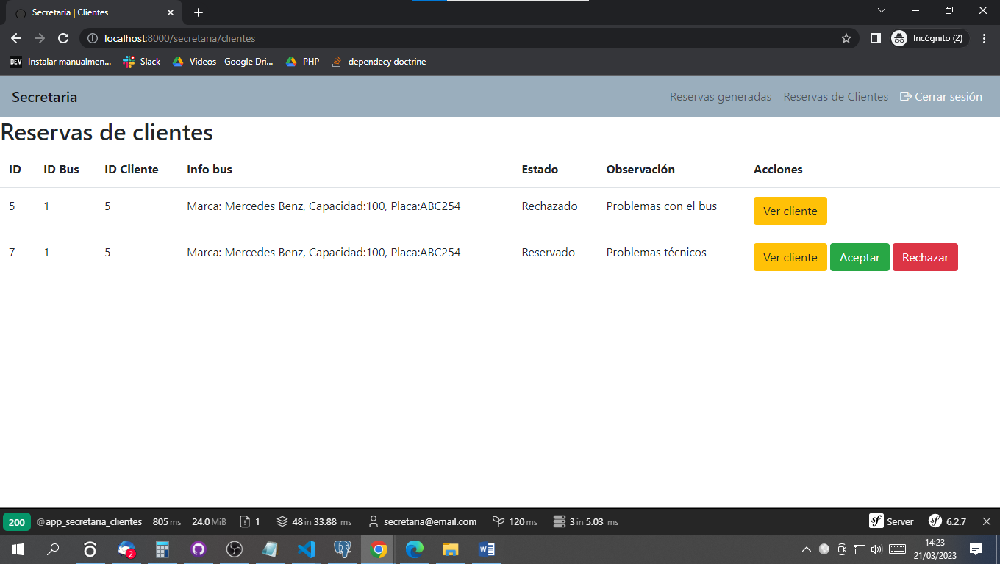 Secretaria | Clientes
localhost:8000/secretaria/clientes
Incógnito (2)
DEV Instalar manualmen... Slack Videos - Google Dri... PHP dependecy doctrine
Secretaria Reservas generadas Reservas de Clientes Cerrar sesión
Reservas de clientes
ID ID Bus ID Cliente Info bus Estado Observación Acciones
5 1 5 Marca: Mercedes Benz, Capacidad:100, Placa:ABC254 Rechazado Problemas con el bus Ver cliente
7 1 5 Marca: Mercedes Benz, Capacidad:100, Placa:ABC254 Reservado Problemas técnicos Ver cliente Aceptar Rechazar
200 @app_secretaria_clientes 805 ms 24.0 MiB 1 48 in 33.88 ms secretaria@email.com 120 ms 3 in 5.03 ms sf Server sf 6.2.7
2
14:23
21/03/2023